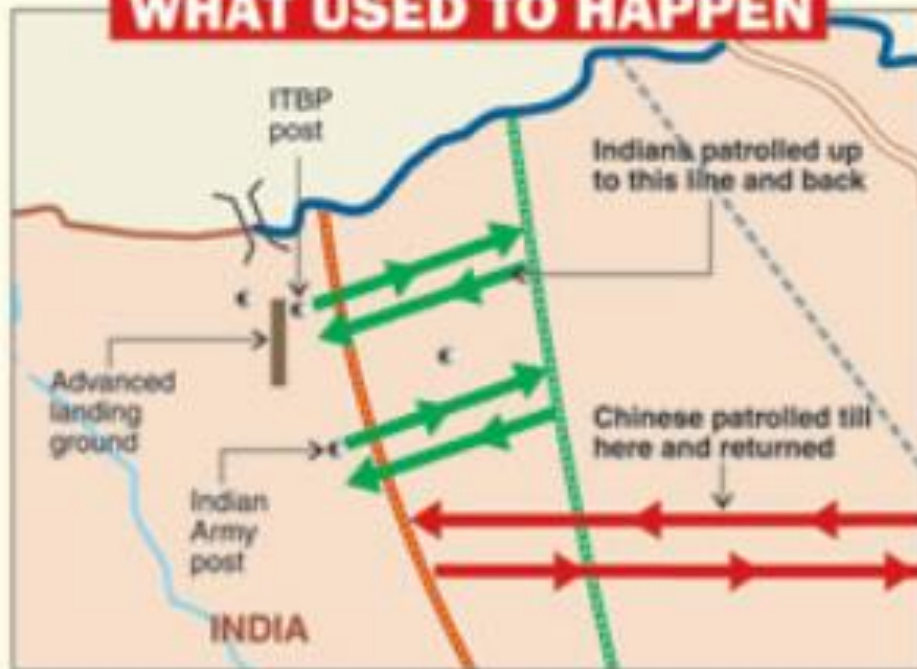 WHAT USED TO HAPPEN
ITBP
post
Indians patrolled up
to this line and back
Advanced
landing
ground
Chinese patrolled till
here and returned
Indian
Army
post
INDIA